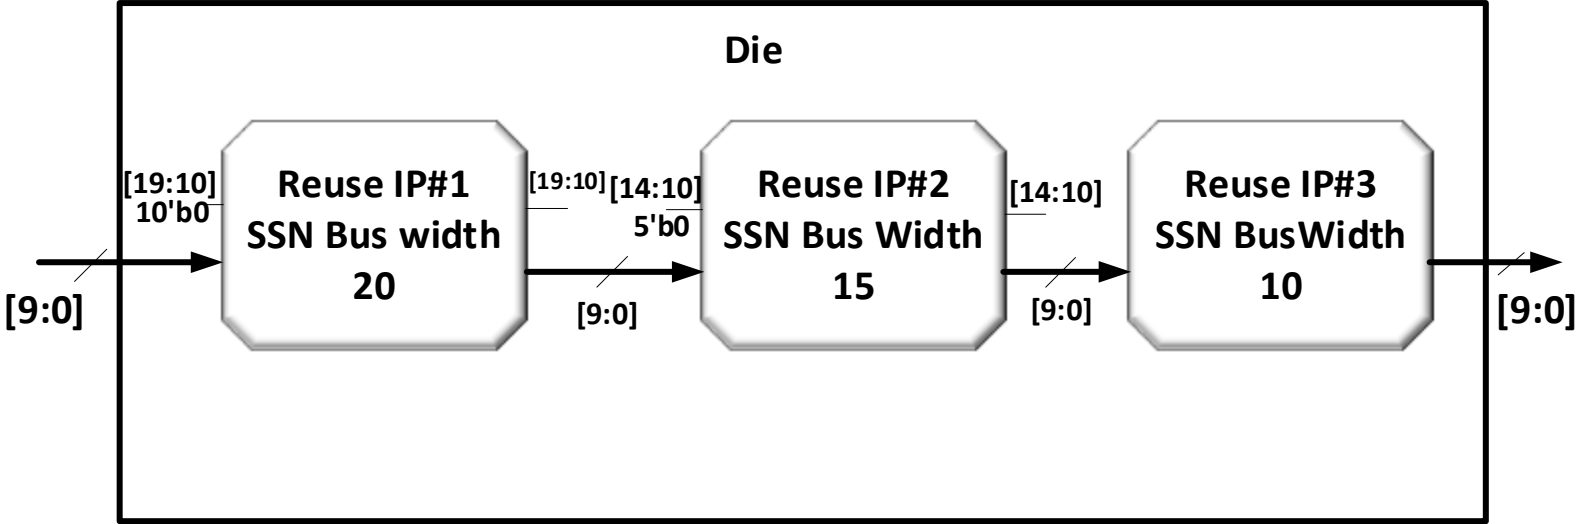 Die
[19:10]
10'b0
[9:0]
Reuse IP#1
SSN Bus width
20
[19:10]
[9:0]
[14:10]
5'b0
Reuse IP#2
SSN Bus Width
15
[14:10]
[9:0]
Reuse IP#3
SSN BusWidth
10
[9:0]